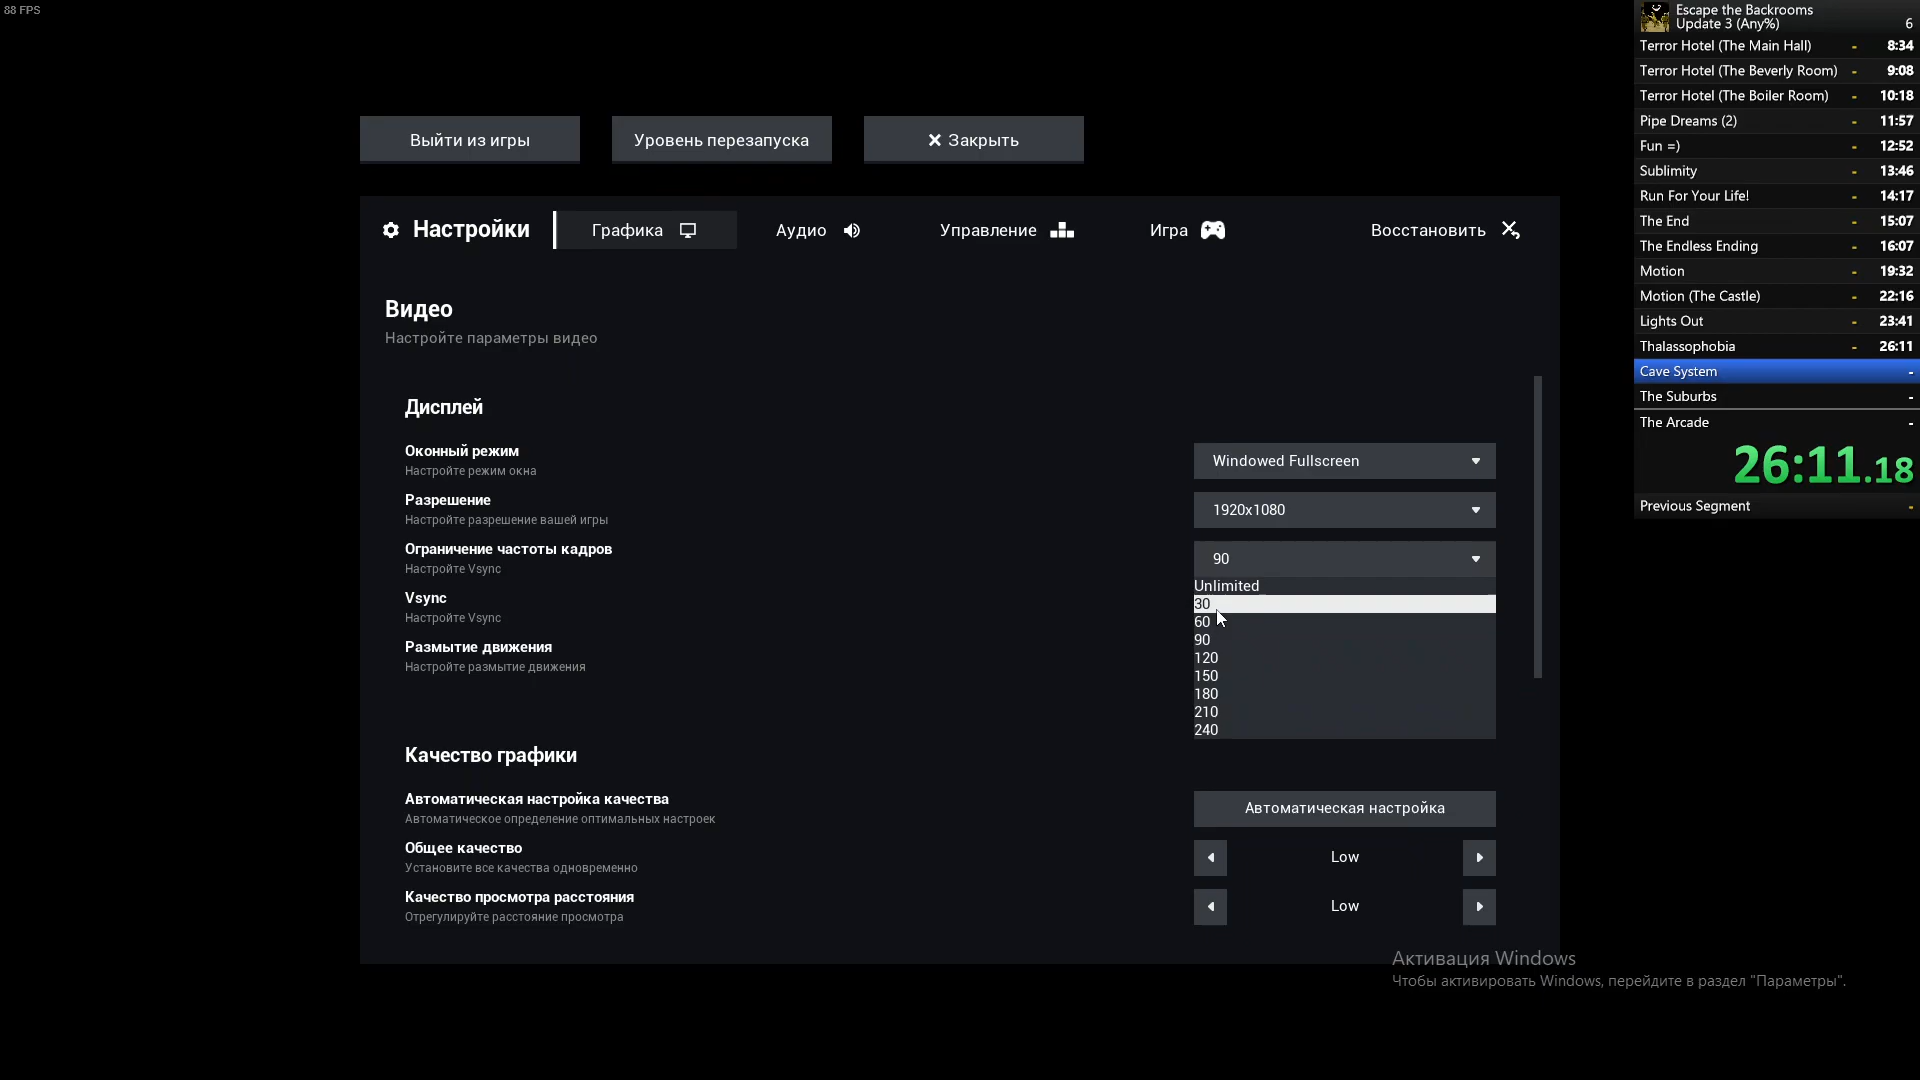 88 FPS
Выйти из игры
Уровень перезапуска
Закрыть
Настройки
Графика
Аудио
Управление
Игра
Восстановить
Видео
Настройте параметры видео
Дисплей
Оконный режим
Настройте режим окна
Windowed Fullscreen
Разрешение
Настройте разрешение вашей игры
1920x1080
Ограничение частоты кадров
Настройте Vsync
90
Unlimited
30
60
90
120
150
180
210
240
Vsync
Настройте Vsync
Размытие движения
Настройте размытие движения
Качество графики
Автоматическая настройка качества
Автоматическое определение оптимальных настроек
Автоматическая настройка
Общее качество
Установите все качества одновременно
Low
Качество просмотра расстояния
Отрегулируйте расстояние просмотра
Low
Escape the Backrooms
Update 3 (Any%) 6
Terror Hotel (The Main Hall) - 8:34
Terror Hotel (The Beverly Room) - 9:08
Terror Hotel (The Boiler Room) - 10:18
Pipe Dreams (2) - 11:57
Fun =) - 12:52
Sublimity - 13:46
Run For Your Life! - 14:17
The End - 15:07
The Endless Ending - 16:07
Motion - 19:32
Motion (The Castle) - 22:16
Lights Out - 23:41
Thalassophobia - 26:11
Cave System -
The Suburbs -
The Arcade -
26:11.18
Previous Segment -
Активация Windows
Чтобы активировать Windows, перейдите в раздел "Параметры".